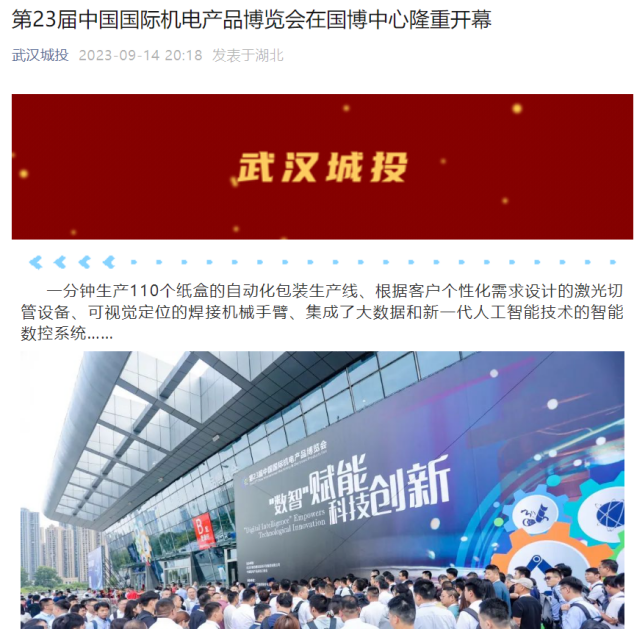 第23届中国国际机电产品博览会在国博中心隆重开幕
武汉城投 2023-09-14 20:18 发表于湖北
武汉城投
一分钟生产110个纸盒的自动化包装生产线、根据客户个性化需求设计的激光切
管设备、可视觉定位的焊接机械手臂、集成了大数据和新一代人工智能技术的智能
数控系统……
第23届中国国际机电产品博览会
“数智”赋能
科技创新
"Digital Intelligence" Empowers
Technological Innovation
B